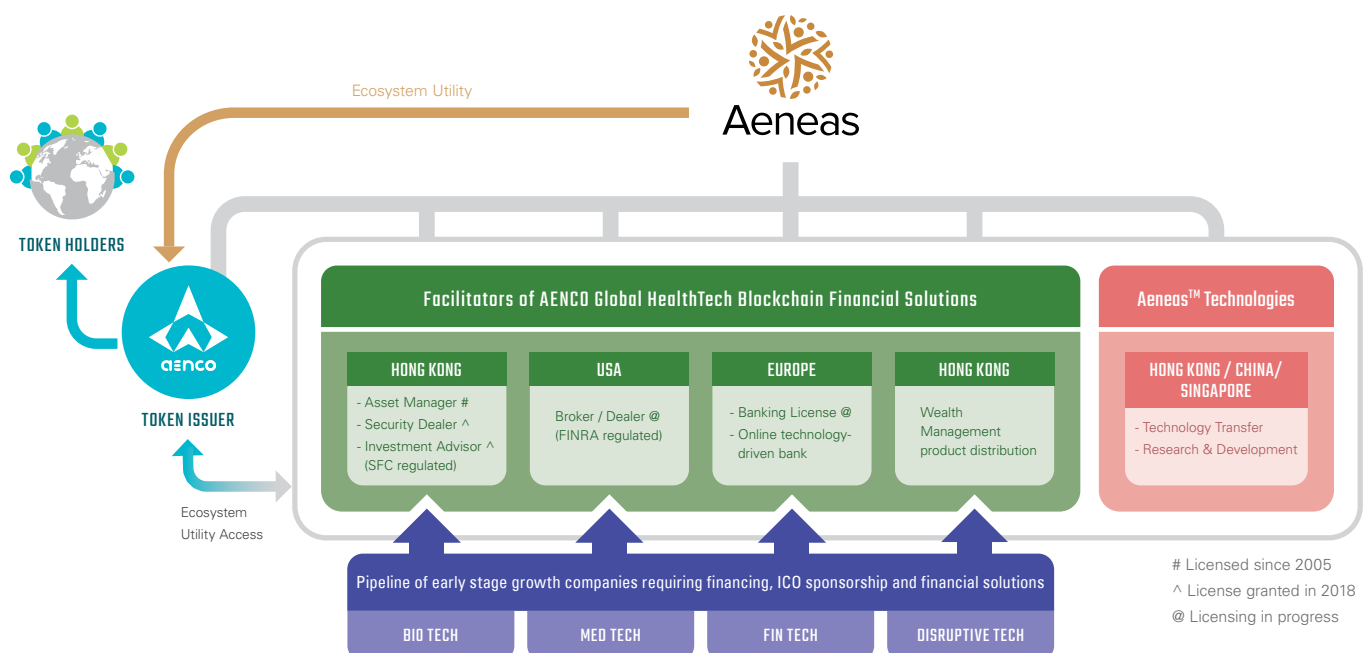 Ecosystem Utility
Aeneas
TOKEN HOLDERS
aenco
TOKEN ISSUER
Ecosystem
Utility Access
Facilitators of AENCO Global HealthTech Blockchain Financial Solutions
HONG KONG
- Asset Manager #
- Security Dealer ^
- Investment Advisor ^
(SFC regulated)
USA
Broker / Dealer @
(FINRA regulated)
EUROPE
- Banking License @
- Online technology-
driven bank
HONG KONG
Wealth
Management
product distribution
Aeneas™ Technologies
HONG KONG / CHINA/
SINGAPORE
- Technology Transfer
- Research & Development
Pipeline of early stage growth companies requiring financing, ICO sponsorship and financial solutions
BIO TECH
MED TECH
FIN TECH
DISRUPTIVE TECH
# Licensed since 2005
^ License granted in 2018
@ Licensing in progress